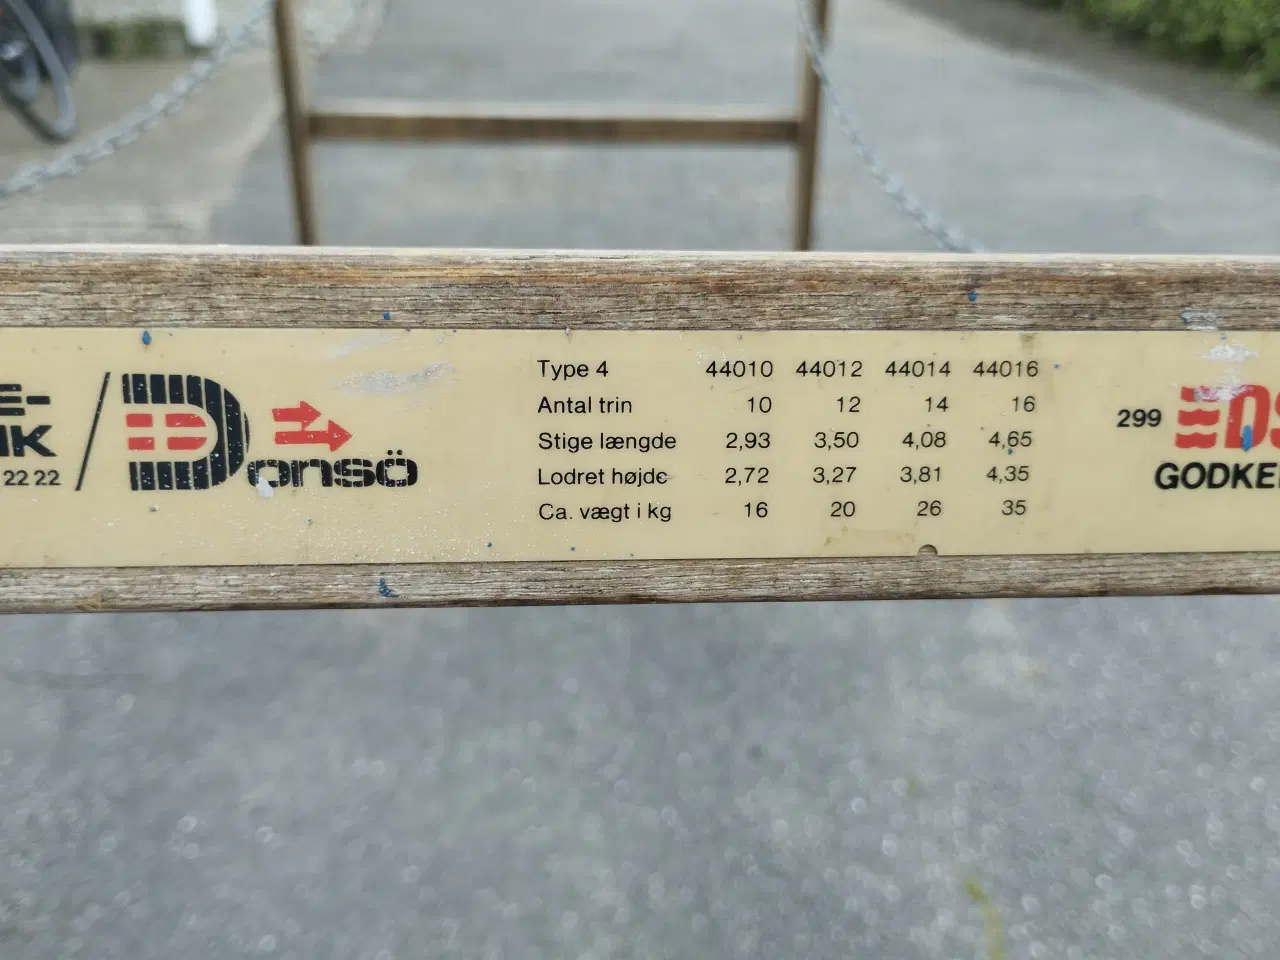 E-
NK
22 22
Donsö
Type 4 44010 44012 44014 44016
Antal trin 10 12 14 16
Stige længde 2,93 3,50 4,08 4,65
Lodret højde 2,72 3,27 3,81 4,35
Ca. vægt i kg 16 20 26 35
299 DS
GODKE